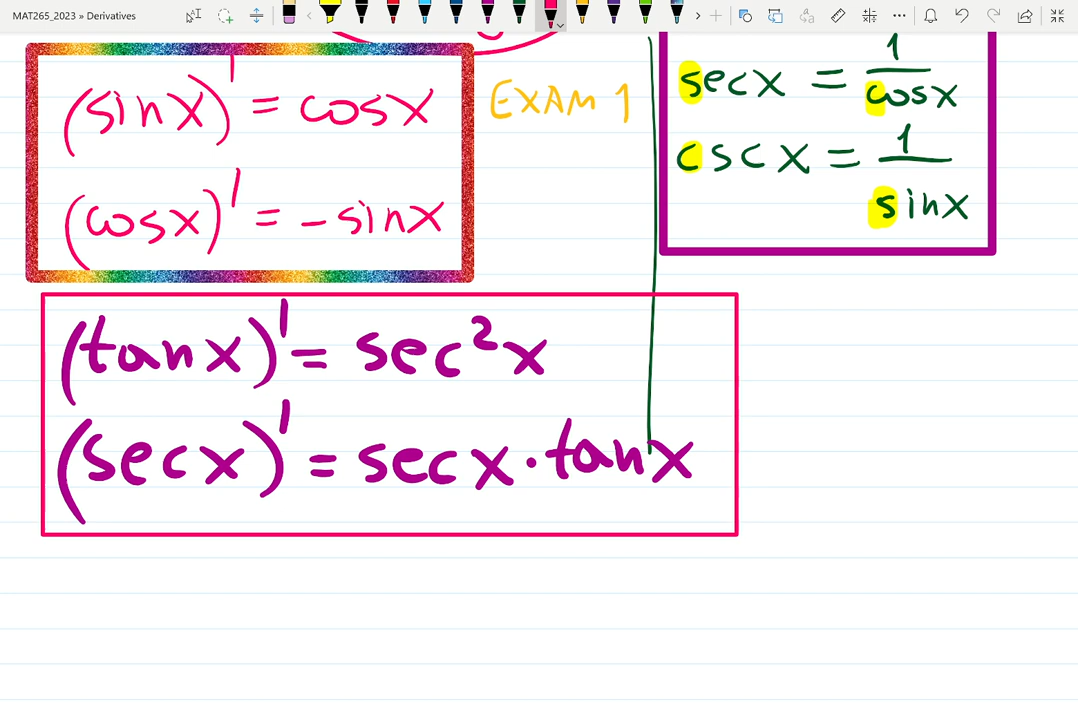 MAT265_2023 » Derivatives
(sinx)' = cosx
EXAM 1
(cosx)' = -sinx
secx = 1/cosx
cscx = 1/sinx
(tanx)' = sec²x
(secx)' = secx·tanx